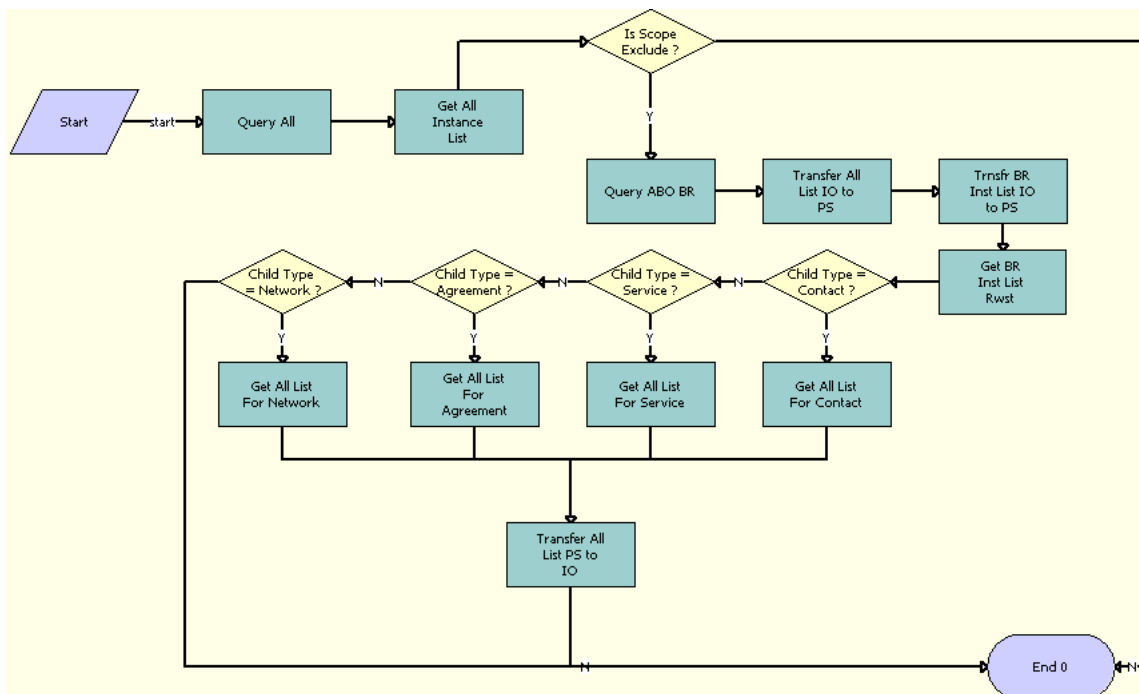 Is Scope
Exclude ?
Start
start
Query All
Get All
Instance
List
Y
Query ABO BR
Transfer All
List IO to
PS
Trnsfr BR
Inst List IO
to PS
Child Type
= Network ?
N
Child Type =
Agreement ?
N
Child Type =
Service ?
N
Child Type =
Contact ?
Get BR
Inst List
Rwst
Y
Y
Y
Y
Get All List
For Network
Get All List
For
Agreement
Get All List
For Service
Get All List
For Contact
Transfer All
List PS to
IO
N
End 0
N